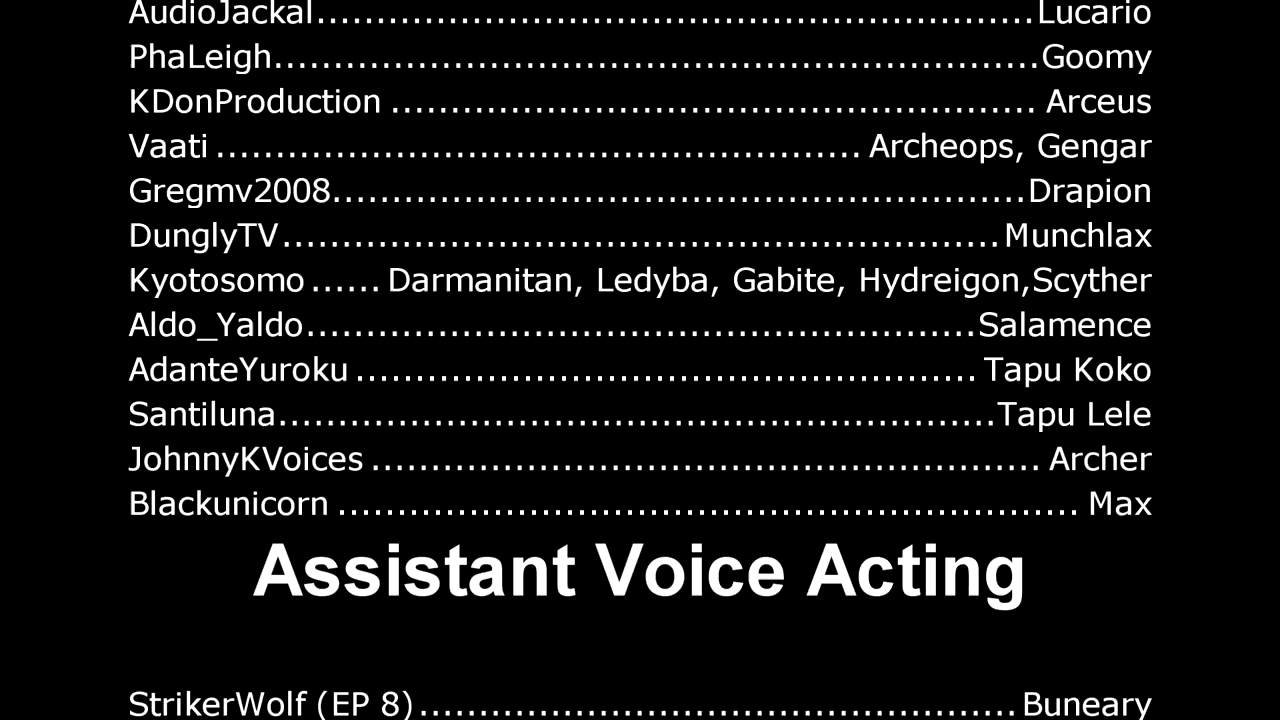 AudioJackal........................................................Lucario
PhaLeigh...........................................................Goomy
KDonProduction .................................................. Arceus
Vaati .................................................. Archeops, Gengar
Gregmv2008......................................................Drapion
DunglyTV........................................................Munchlax
Kyotosomo ...... Darmanitan, Ledyba, Gabite, Hydreigon,Scyther
Aldo_Yaldo....................................................Salamence
AdanteYuroku ................................................ Tapu Koko
Santiluna.......................................................Tapu Lele
JohnnyKVoices .................................................... Archer
Blackunicorn ......................................................... Max
Assistant Voice Acting
StrikerWolf (EP 8)..............................................Buneary